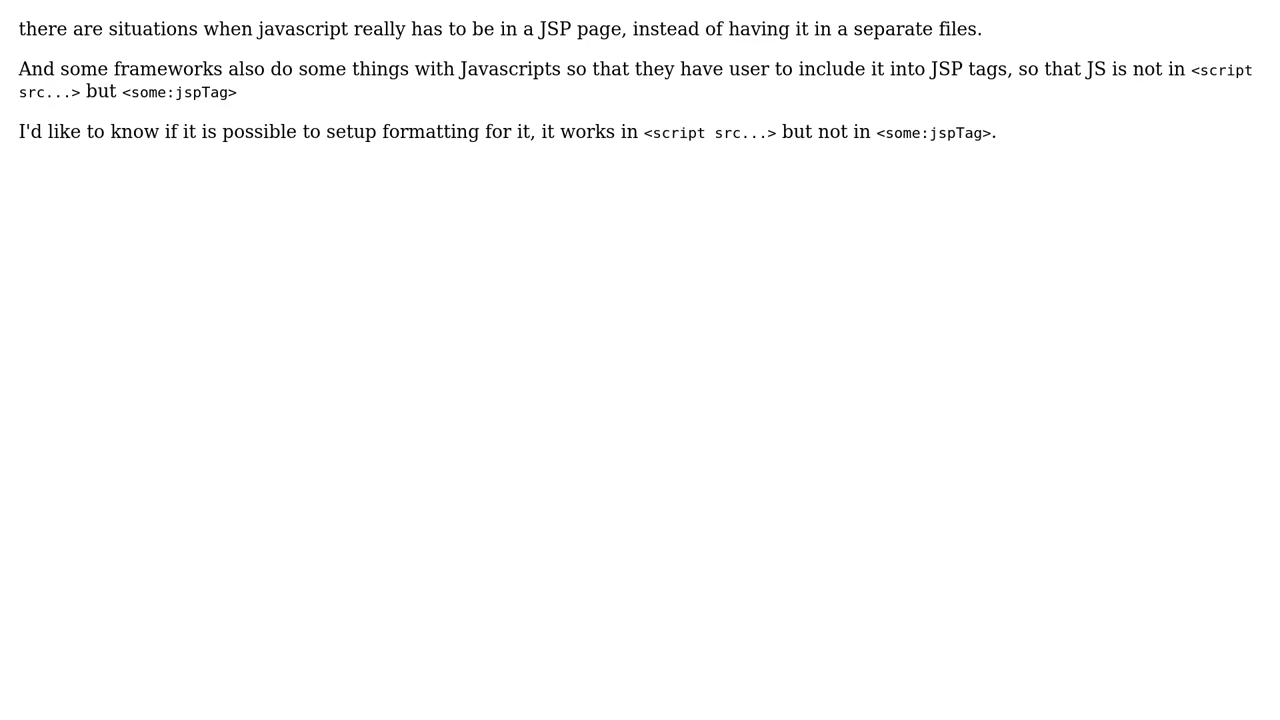 there are situations when javascript really has to be in a JSP page, instead of having it in a separate files.
And some frameworks also do some things with Javascripts so that they have user to include it into JSP tags, so that JS is not in <script
src...> but <some:jspTag>
I'd like to know if it is possible to setup formatting for it, it works in <script src...> but not in <some:jspTag>.